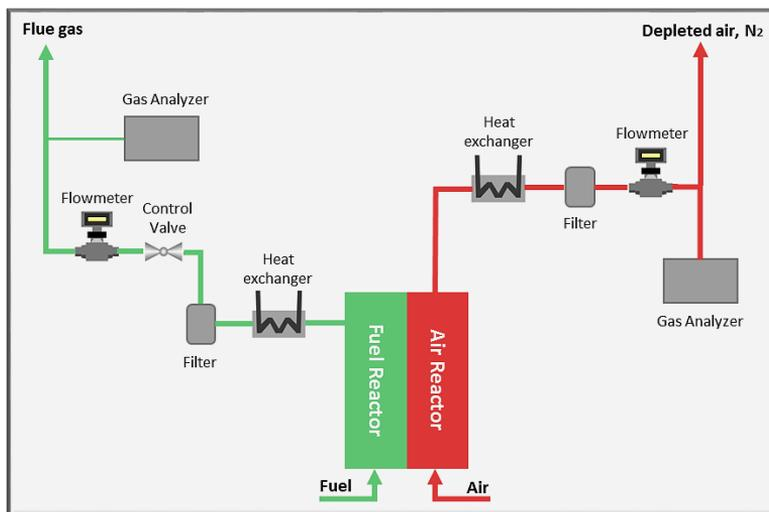 Flue gas
Depleted air, N₂
Gas Analyzer
Heat
exchanger
Flowmeter
Flowmeter
Control
Valve
Filter
Heat
exchanger
Gas Analyzer
Fuel Reactor
Air Reactor
Filter
Fuel
Air